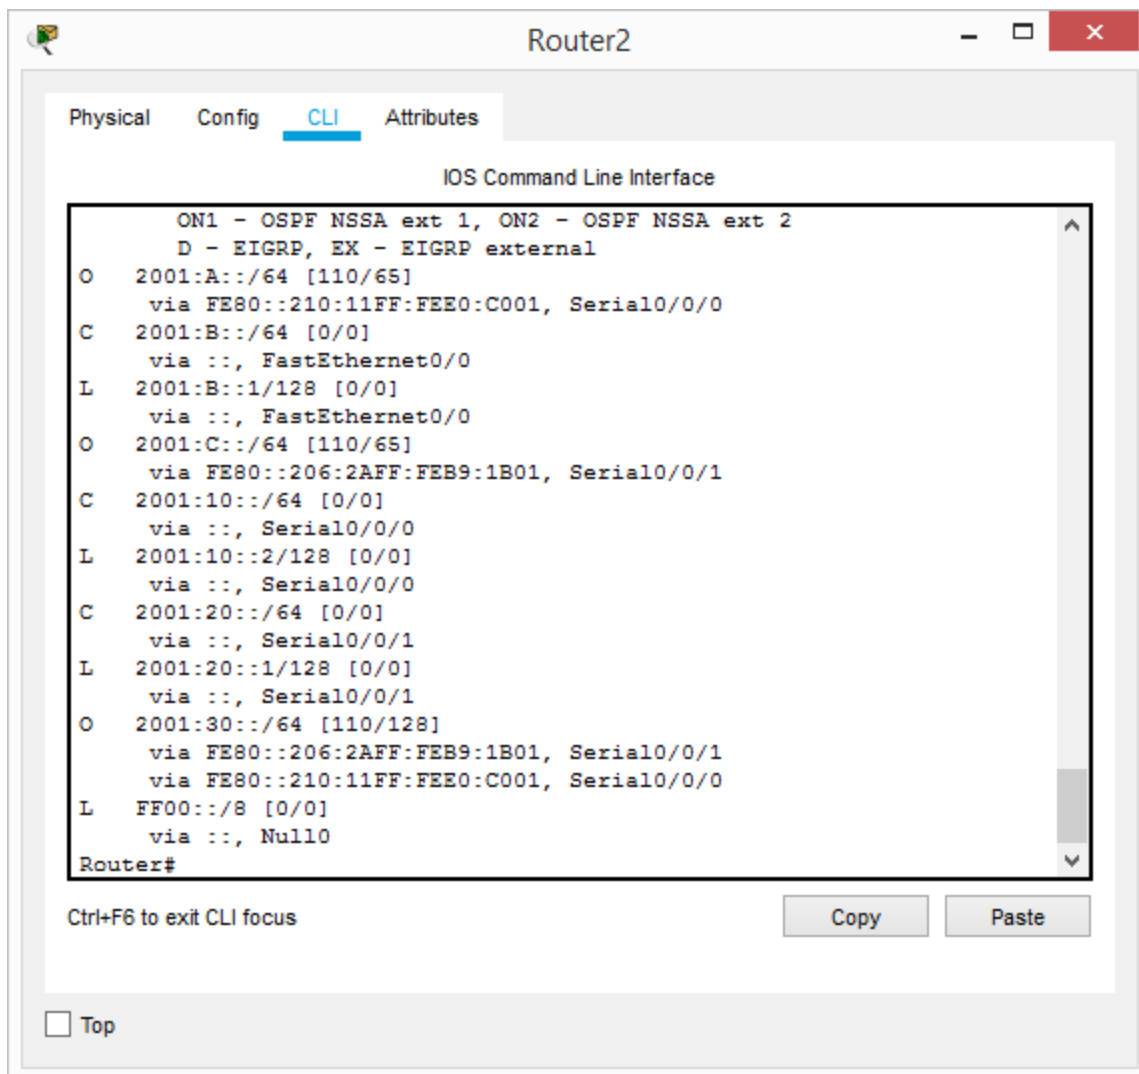 Router2
Physical Config CLI Attributes
IOS Command Line Interface
ON1 - OSPF NSSA ext 1, ON2 - OSPF NSSA ext 2
D - EIGRP, EX - EIGRP external
O 2001:A::/64 [110/65]
via FE80::210:11FF:FEE0:C001, Serial0/0/0
C 2001:B::/64 [0/0]
via ::, FastEthernet0/0
L 2001:B::1/128 [0/0]
via ::, FastEthernet0/0
O 2001:C::/64 [110/65]
via FE80::206:2AFF:FEB9:1B01, Serial0/0/1
C 2001:10::/64 [0/0]
via ::, Serial0/0/0
L 2001:10::2/128 [0/0]
via ::, Serial0/0/0
C 2001:20::/64 [0/0]
via ::, Serial0/0/1
L 2001:20::1/128 [0/0]
via ::, Serial0/0/1
O 2001:30::/64 [110/128]
via FE80::206:2AFF:FEB9:1B01, Serial0/0/1
via FE80::210:11FF:FEE0:C001, Serial0/0/0
L FF00::/8 [0/0]
via ::, Null0
Router#
Ctrl+F6 to exit CLI focus Copy Paste
Top